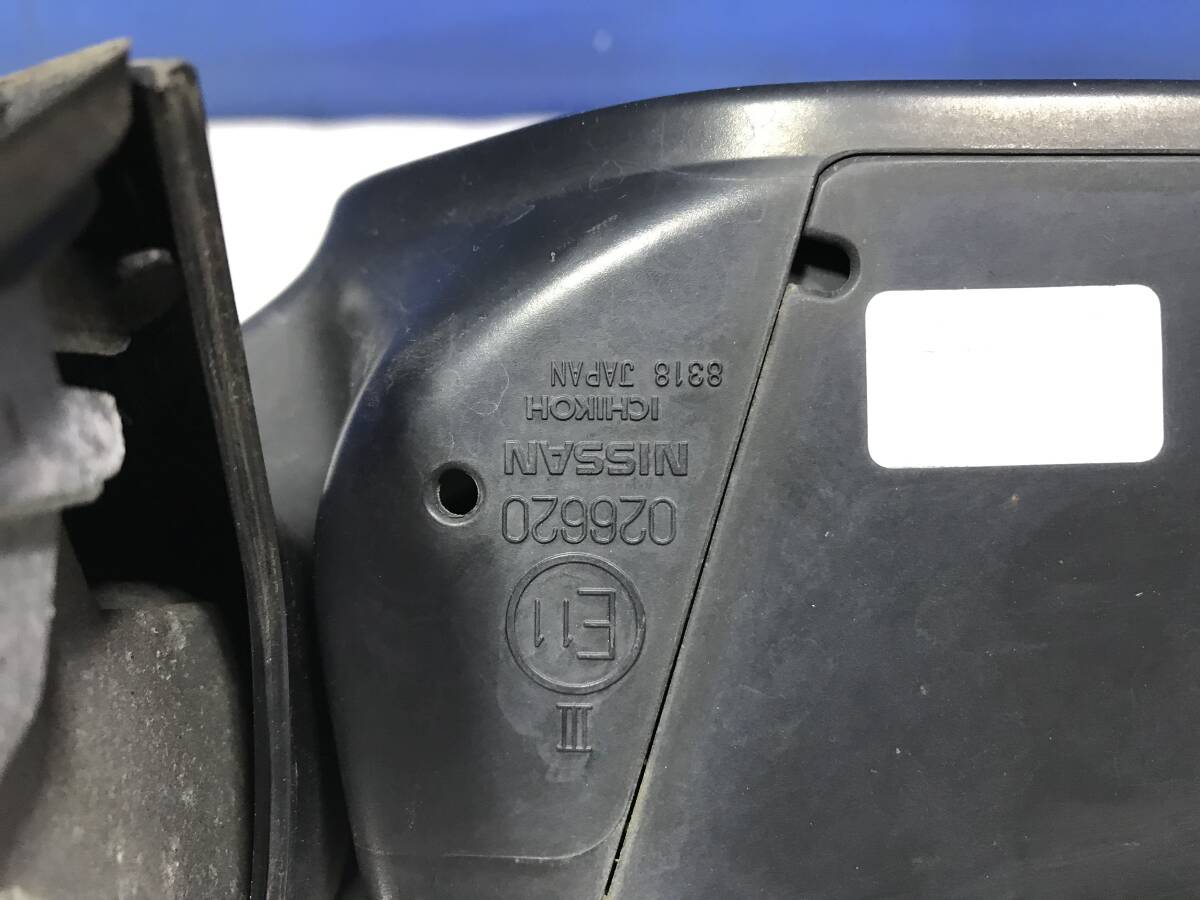 III
E11
026620
NISSAN
ICHIKOH
8318 JAPAN